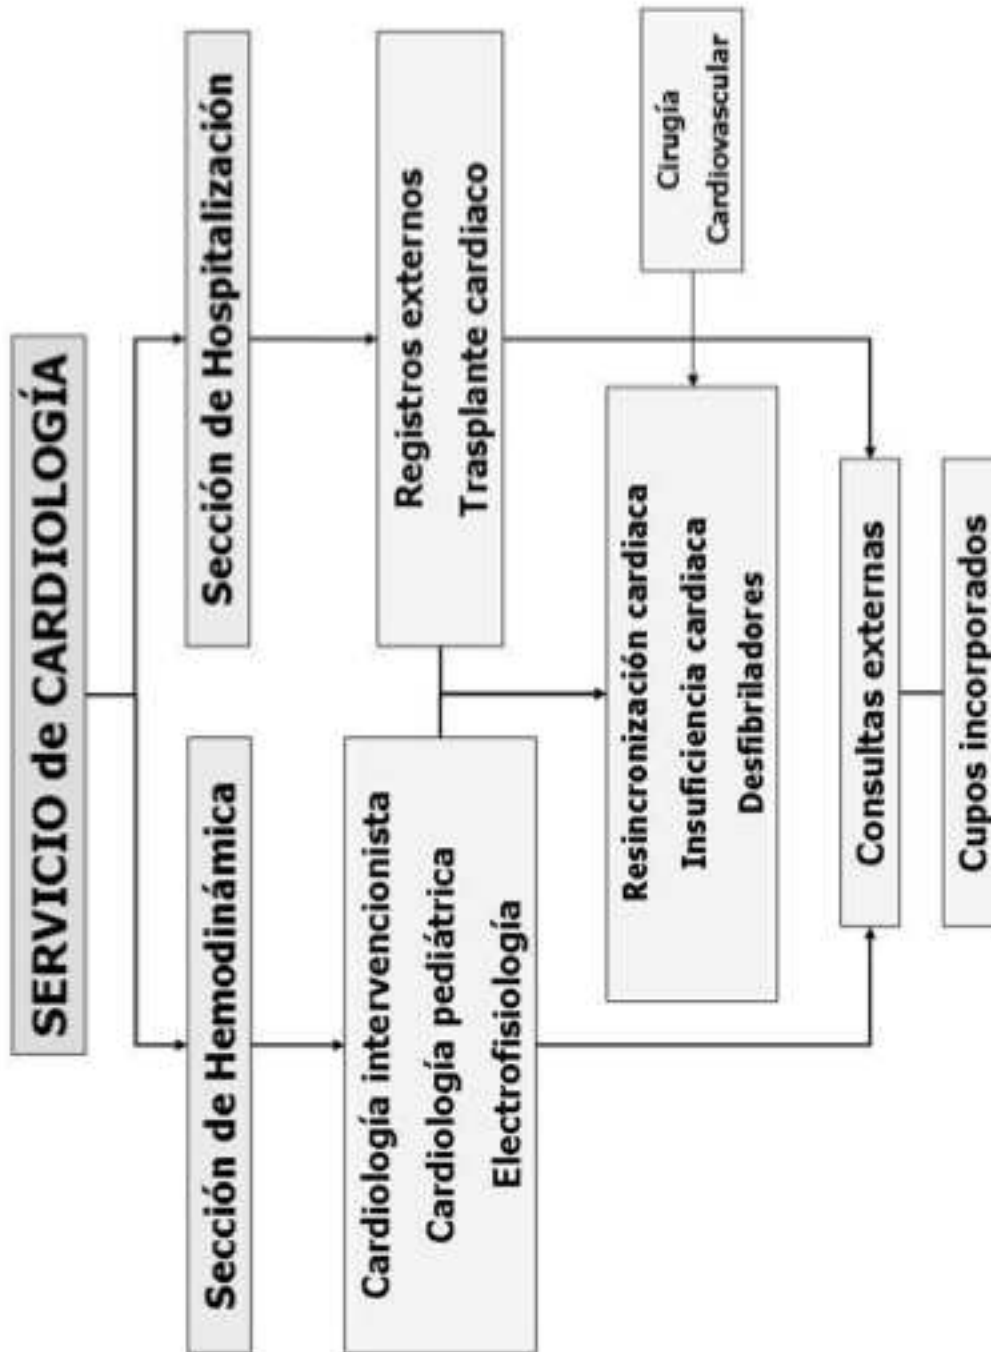 SERVICIO de CARDIOLOGÍA
Sección de Hemodinámica
Sección de Hospitalización
Cardiología intervencionista
Cardiología pediátrica
Electrofisiología
Registros externos
Trasplante cardiaco
Resincronización cardiaca
Insuficiencia cardiaca
Desfibriladores
Cirugía
Cardiovascular
Consultas externas
Cupos incorporados